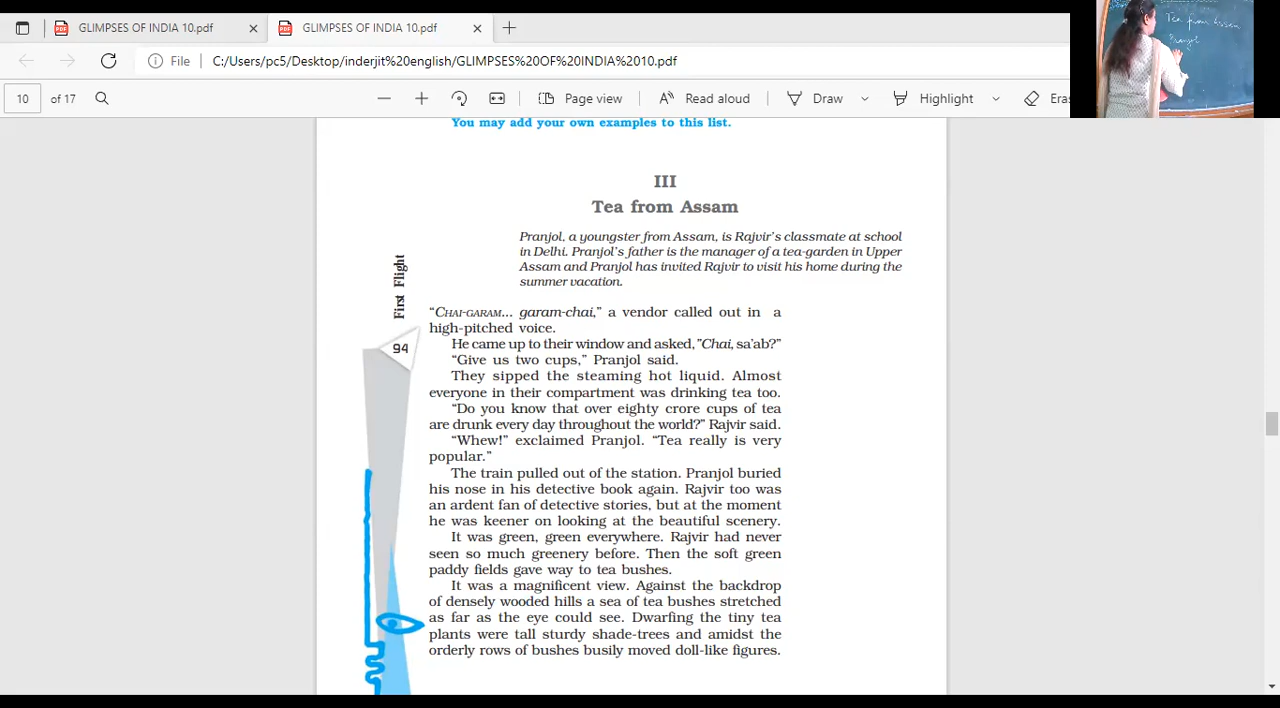 GLIMPSES OF INDIA 10.pdf
GLIMPSES OF INDIA 10.pdf
File
C:/Users/pc5/Desktop/inderjit%20english/GLIMPSES%20OF%20INDIA%2010.pdf
10 of 17
Page view
Read aloud
Draw
Highlight
Eras
Tea from Assam
Pranjol
You may add your own examples to this list.
III
Tea from Assam
Pranjol, a youngster from Assam, is Rajvir's classmate at school
in Delhi. Pranjol's father is the manager of a tea-garden in Upper
Assam and Pranjol has invited Rajvir to visit his home during the
summer vacation.
First Flight
94
"CHAI-GARAM... garam-chai," a vendor called out in a
high-pitched voice.
He came up to their window and asked, "Chai, sa'ab?"
"Give us two cups," Pranjol said.
They sipped the steaming hot liquid. Almost
everyone in their compartment was drinking tea too.
"Do you know that over eighty crore cups of tea
are drunk every day throughout the world?" Rajvir said.
"Whew!" exclaimed Pranjol. "Tea really is very
popular."
The train pulled out of the station. Pranjol buried
his nose in his detective book again. Rajvir too was
an ardent fan of detective stories, but at the moment
he was keener on looking at the beautiful scenery.
It was green, green everywhere. Rajvir had never
seen so much greenery before. Then the soft green
paddy fields gave way to tea bushes.
It was a magnificent view. Against the backdrop
of densely wooded hills a sea of tea bushes stretched
as far as the eye could see. Dwarfing the tiny tea
plants were tall sturdy shade-trees and amidst the
orderly rows of bushes busily moved doll-like figures.